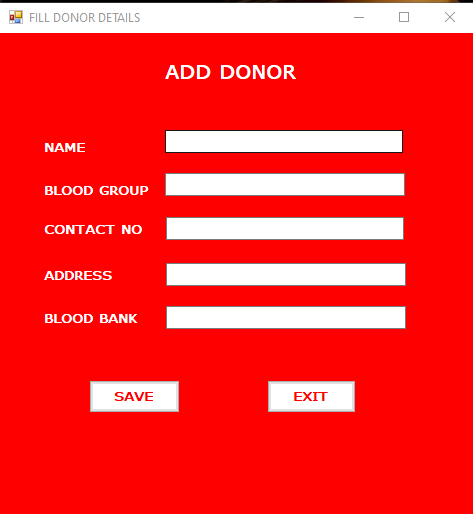 FILL DONOR DETAILS
ADD DONOR
NAME
BLOOD GROUP
CONTACT NO
ADDRESS
BLOOD BANK
SAVE EXIT